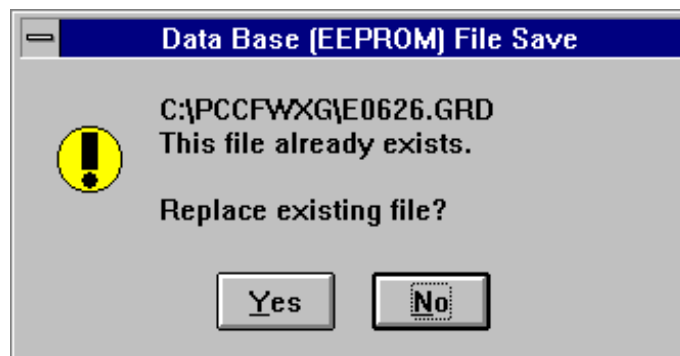 Data Base (EEPROM) File Save
C:\PCCFWXG\E0626.GRD
This file already exists.
Replace existing file?
Yes
No